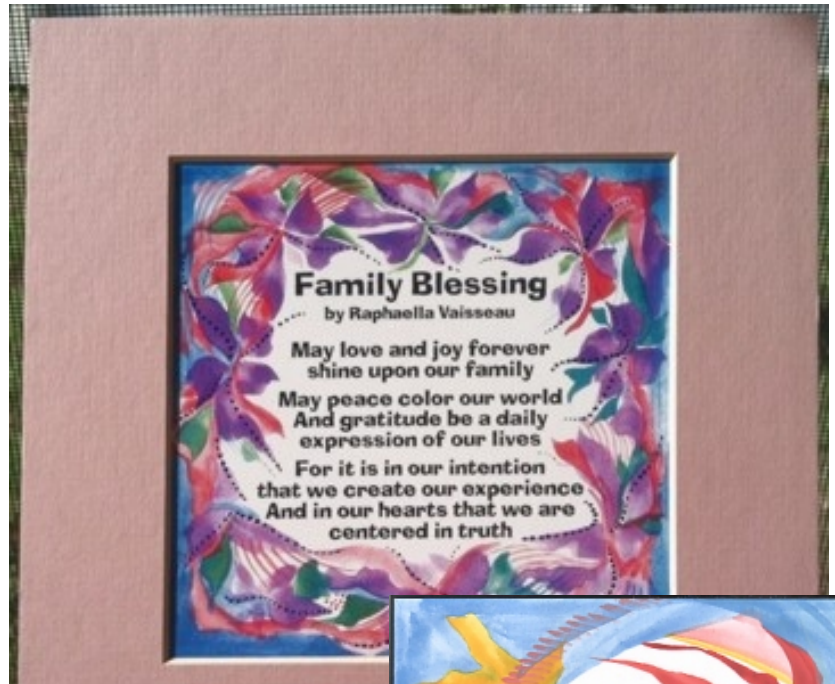 Family Blessing
by Raphaella Vaisseau
May love and joy forever
shine upon our family
May peace color our world
And gratitude be a daily
expression of our lives
For it is in our intention
that we create our experience
And in our hearts that we are
centered in truth